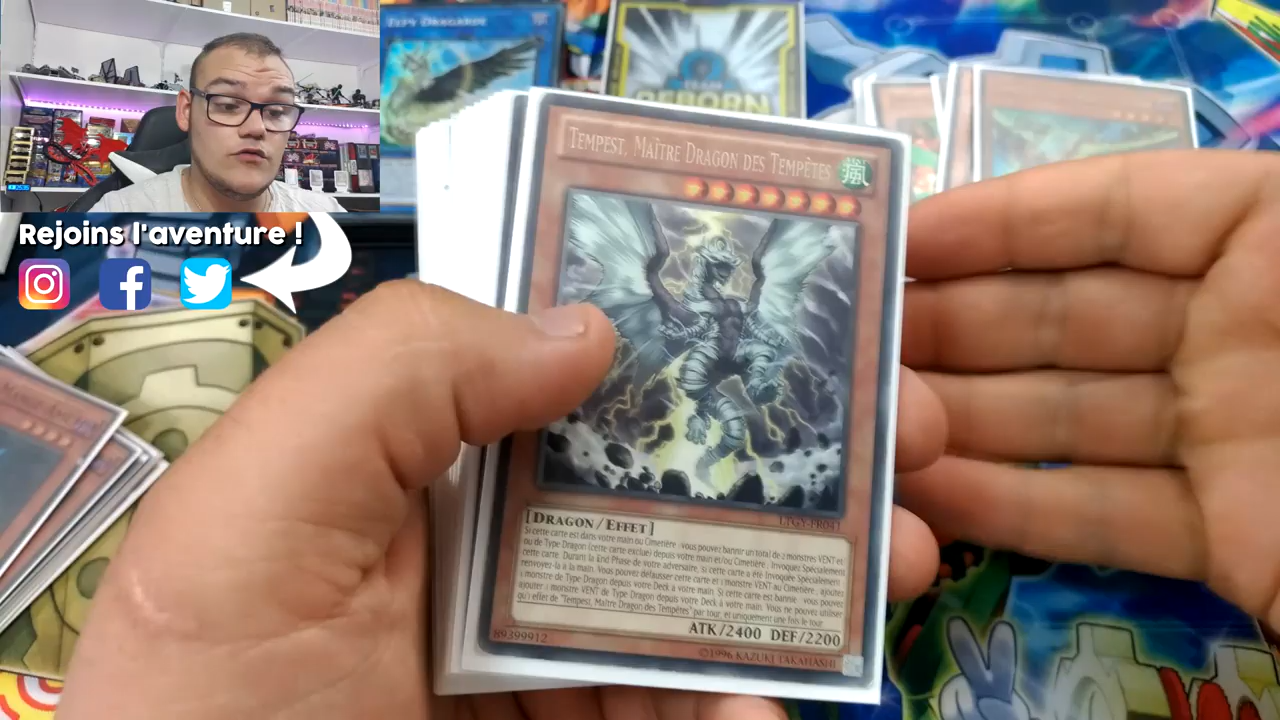 IZPY DRAGARDE
REBORN
TEMPEST, MAÎTRE DRAGON DES TEMPÊTES
Rejoins l'aventure !
LTGY-FR041
[DRAGON/EFFET]
Si cette carte est dans votre main ou Cimetière : vous pouvez bannir un total de 2 monstres VENT et/
ou de Type Dragon (cette carte exclue) depuis votre main et/ou Cimetière ; Invoquez Spécialement
cette carte. Durant la End Phase de votre adversaire, si cette carte a été Invoquée Spécialement :
renvoyez-la à la main. Vous pouvez défausser cette carte et 1 monstre VENT au Cimetière ; ajoutez
1 monstre de Type Dragon depuis votre Deck à votre main. Si cette carte est bannie : vous pouvez
ajouter 1 monstre VENT de Type Dragon depuis votre Deck à votre main. Vous ne pouvez utiliser
qu'1 effet de "Tempest, Maître Dragon des Tempêtes" par tour, et uniquement une fois le tour.
ATK/2400 DEF/2200
89399912
©1996 KAZUKI TAKAHASHI